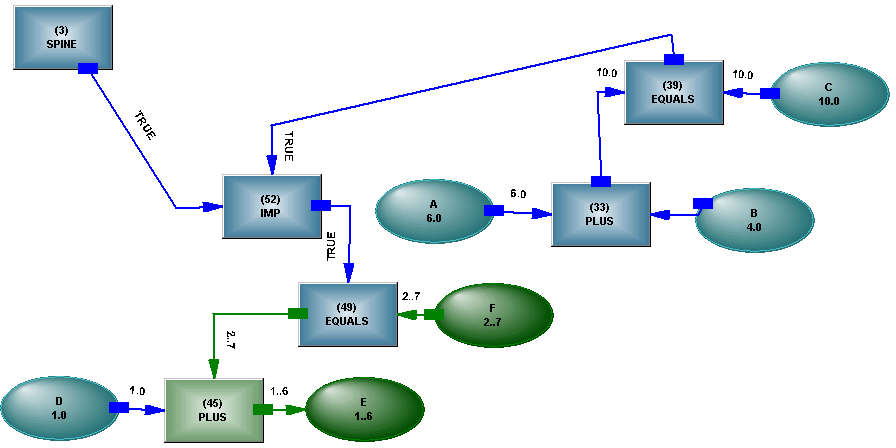 (3)
SPINE
TRUE
10.0
(39)
EQUALS
10.0
C
10.0
TRUE
(52)
IMP
A
6.0
6.0
(33)
PLUS
B
4.0
TRUE
(49)
EQUALS
2..7
F
2..7
2..7
D
1.0
1.0
(45)
PLUS
1..6
E
1..6